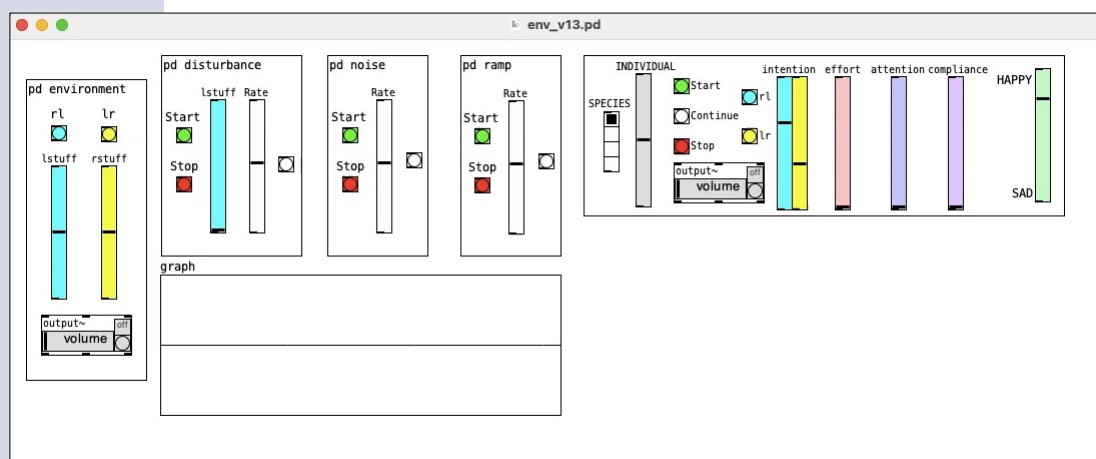 env_v13.pd
pd environment
rl lr
lstuff rstuff
output~ off
volume
pd disturbance
lstuff Rate
Start
Stop
pd noise
Rate
Start
Stop
pd ramp
Rate
Start
Stop
graph
INDIVIDUAL
SPECIES
Start
Continue
Stop
rl
lr
output~ off
volume
intention effort attention compliance
HAPPY
SAD